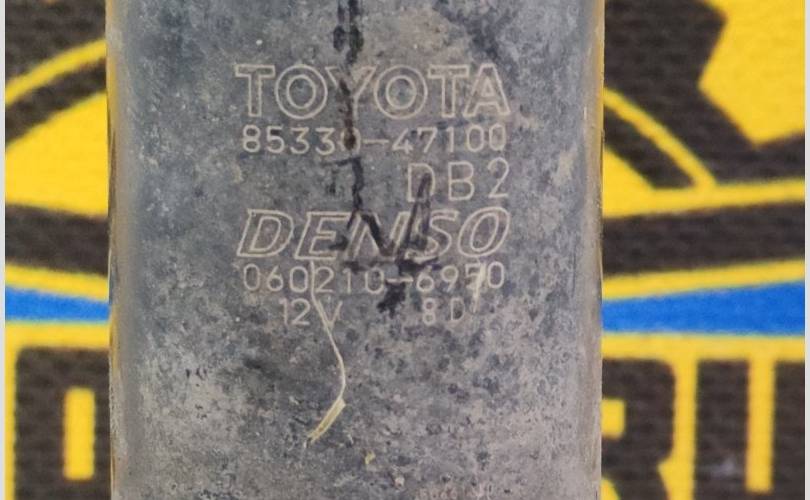 TOYOTA
85330-47100
DB2
DENSO
060210-6950
12V 8D